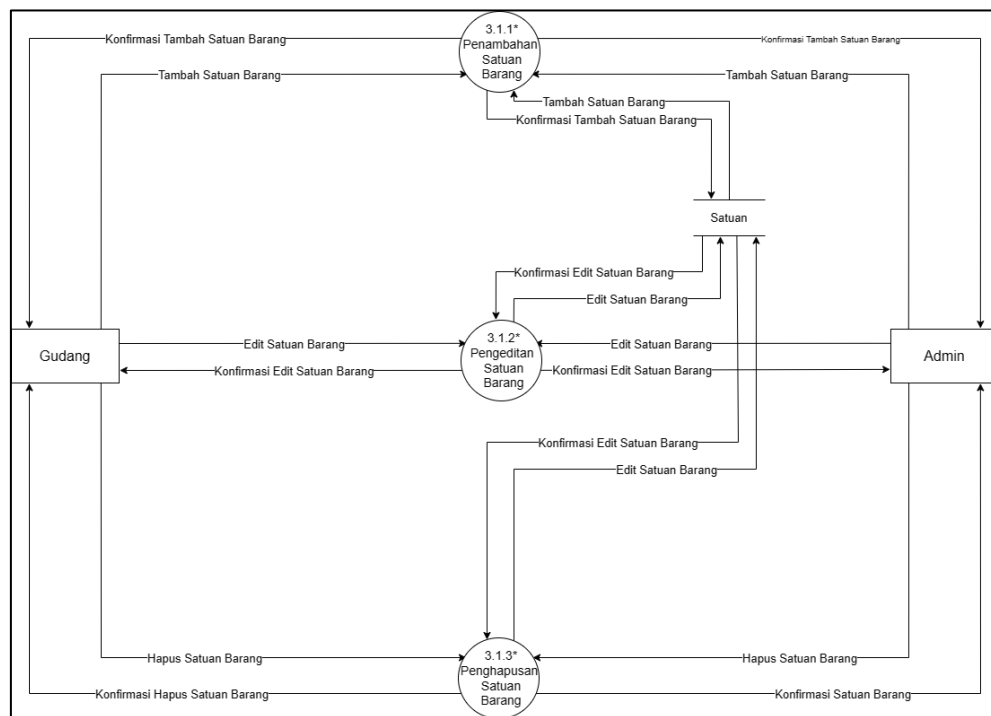 Konfirmasi Tambah Satuan Barang
3.1.1*
Penambahan
Satuan
Barang
Konfirmasi Tambah Satuan Barang
Tambah Satuan Barang
Tambah Satuan Barang
Tambah Satuan Barang
Konfirmasi Tambah Satuan Barang
Satuan
Konfirmasi Edit Satuan Barang
Edit Satuan Barang
Gudang
Edit Satuan Barang
Konfirmasi Edit Satuan Barang
3.1.2*
Pengeditan
Satuan
Barang
Edit Satuan Barang
Konfirmasi Edit Satuan Barang
Admin
Konfirmasi Edit Satuan Barang
Edit Satuan Barang
Hapus Satuan Barang
Konfirmasi Hapus Satuan Barang
3.1.3*
Penghapusan
Satuan
Barang
Hapus Satuan Barang
Konfirmasi Satuan Barang